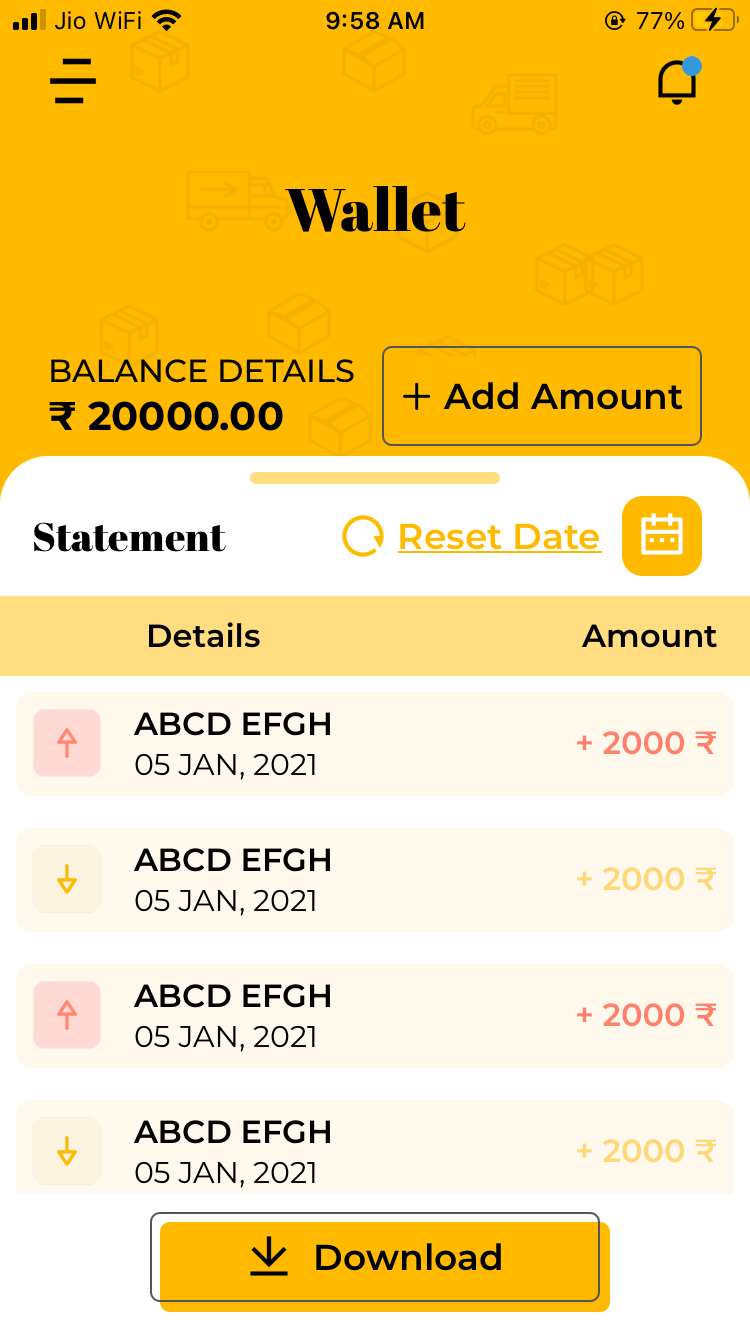 Jio WiFi 9:58 AM 77%
Wallet
BALANCE DETAILS
₹ 20000.00
+ Add Amount
Statement Reset Date
Details Amount
ABCD EFGH
05 JAN, 2021
+ 2000 ₹
ABCD EFGH
05 JAN, 2021
+ 2000 ₹
ABCD EFGH
05 JAN, 2021
+ 2000 ₹
ABCD EFGH
05 JAN, 2021
+ 2000 ₹
Download